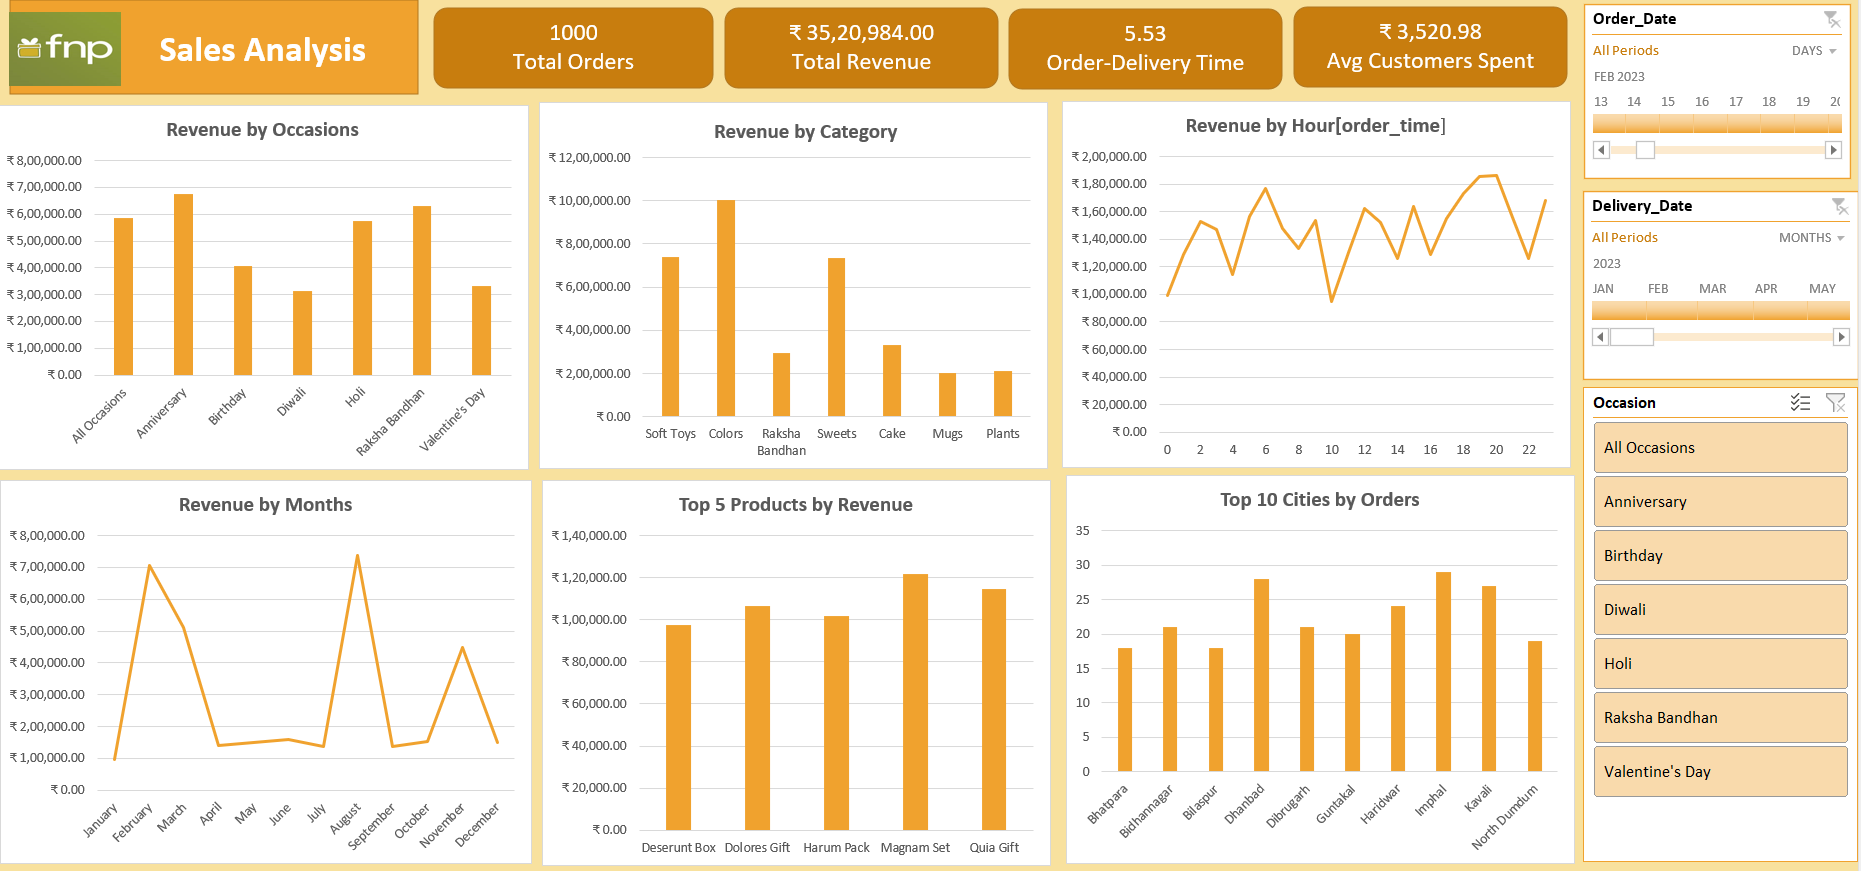 fnp
Sales Analysis
1000
Total Orders
₹ 35,20,984.00
Total Revenue
5.53
Order-Delivery Time
₹ 3,520.98
Avg Customers Spent
Revenue by Occasions
₹ 8,00,000.00
₹ 7,00,000.00
₹ 6,00,000.00
₹ 5,00,000.00
₹ 4,00,000.00
₹ 3,00,000.00
₹ 2,00,000.00
₹ 1,00,000.00
₹ 0.00
All Occasions
Anniversary
Birthday
Diwali
Holi
Raksha Bandhan
Valentine's Day
Revenue by Category
₹ 12,00,000.00
₹ 10,00,000.00
₹ 8,00,000.00
₹ 6,00,000.00
₹ 4,00,000.00
₹ 2,00,000.00
₹ 0.00
Soft Toys Colors Raksha Sweets Cake Mugs Plants
Bandhan
Revenue by Hour[order_time]
₹ 2,00,000.00
₹ 1,80,000.00
₹ 1,60,000.00
₹ 1,40,000.00
₹ 1,20,000.00
₹ 1,00,000.00
₹ 80,000.00
₹ 60,000.00
₹ 40,000.00
₹ 20,000.00
₹ 0.00
0 2 4 6 8 10 12 14 16 18 20 22
Order_Date
All Periods DAYS
FEB 2023
13 14 15 16 17 18 19 20
Delivery_Date
All Periods MONTHS
2023
JAN FEB MAR APR MAY
Occasion
All Occasions
Anniversary
Birthday
Diwali
Holi
Raksha Bandhan
Valentine's Day
Revenue by Months
₹ 8,00,000.00
₹ 7,00,000.00
₹ 6,00,000.00
₹ 5,00,000.00
₹ 4,00,000.00
₹ 3,00,000.00
₹ 2,00,000.00
₹ 1,00,000.00
₹ 0.00
January
February
March
April
May
June
July
August
September
October
November
December
Top 5 Products by Revenue
₹ 1,40,000.00
₹ 1,20,000.00
₹ 1,00,000.00
₹ 80,000.00
₹ 60,000.00
₹ 40,000.00
₹ 20,000.00
₹ 0.00
Deserunt Box Dolores Gift Harum Pack Magnam Set Quia Gift
Top 10 Cities by Orders
35
30
25
20
15
10
5
0
Bhatpara
Bidhannagar
Bilaspur
Dhanbad
Dibrugarh
Guntakal
Haridwar
Imphal
Kavali
North Dumdum